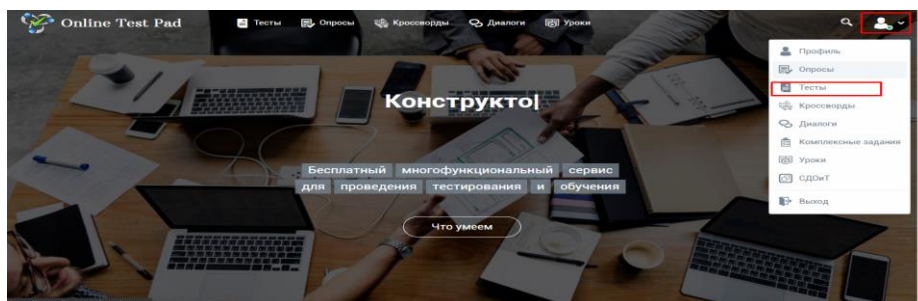 Online Test Pad
Тесты
Опросы
Кроссворды
Диалоги
Уроки
Конструкто
Бесплатный многофункциональный сервис
для проведения тестирования и обучения
Что умеем
Профиль
Опросы
Тесты
Кроссворды
Диалоги
Комплексные задания
Уроки
СДОиТ
Выход